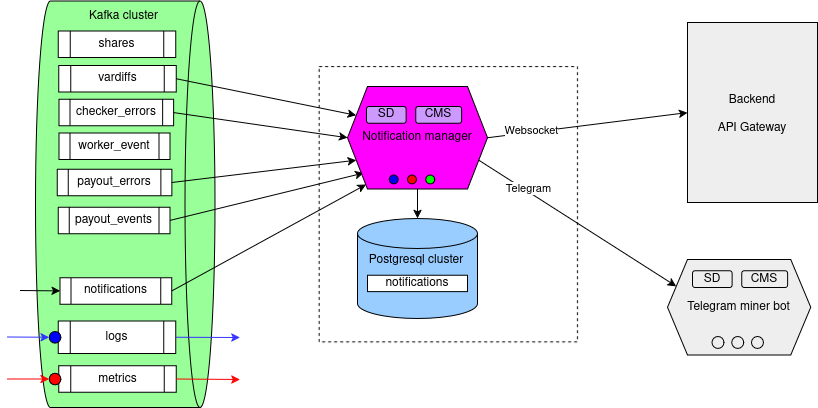 Kafka cluster
shares
vardiffs
checker_errors
worker_event
payout_errors
payout_events
notifications
logs
metrics
SD
CMS
Notification manager
Postgresql cluster
notifications
Websocket
Telegram
Backend
API Gateway
SD
CMS
Telegram miner bot